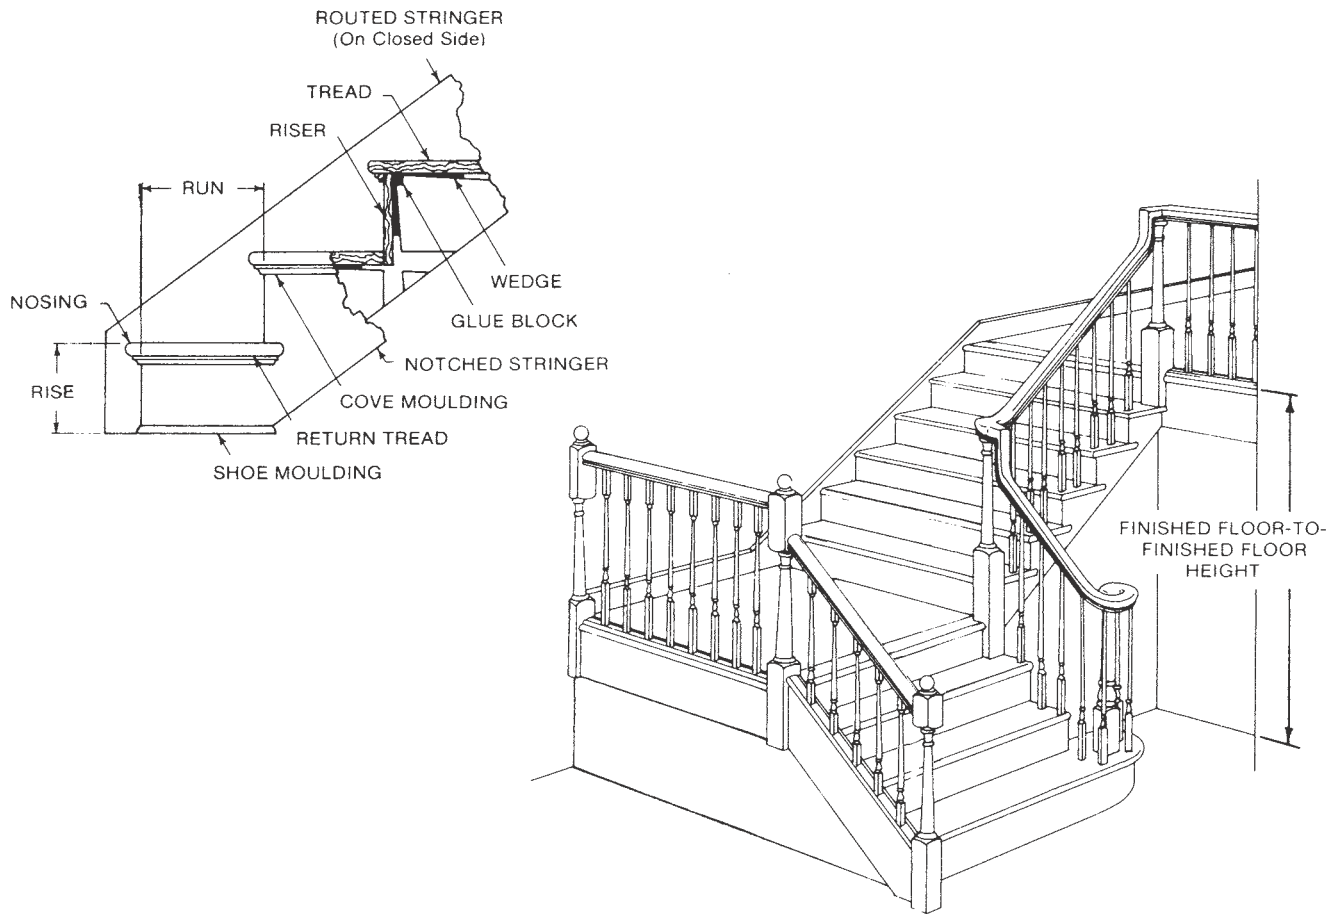 ROUTED STRINGER
(On Closed Side)
TREAD
RISER
RUN
WEDGE
NOSING
GLUE BLOCK
NOTCHED STRINGER
RISE
COVE MOULDING
RETURN TREAD
SHOE MOULDING
FINISHED FLOOR-TO-
FINISHED FLOOR
HEIGHT